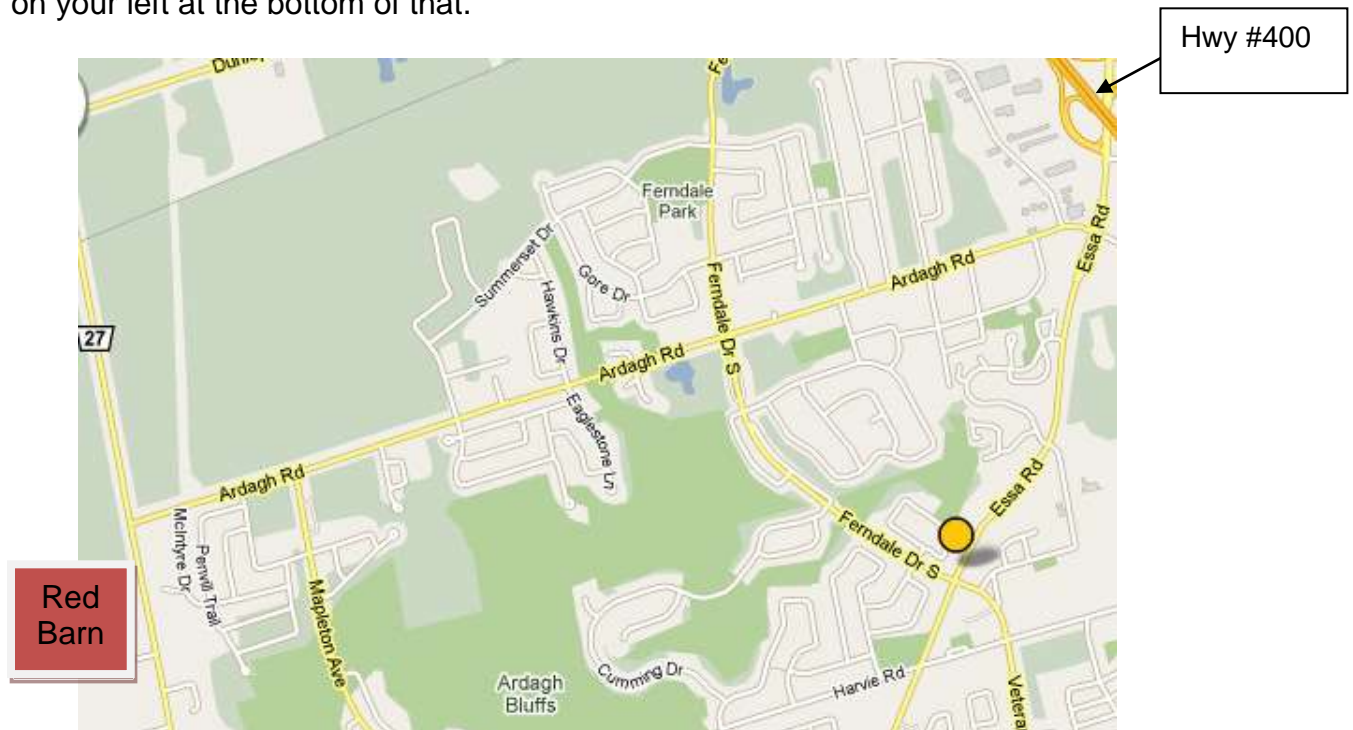 on your left at the bottom of that.
Hwy #400
Ferndale
Park
Essa Rd
Summerset Dr
Gore Dr
Ardagh Rd
Ferndale Dr S
Hawkins Dr
27
Ardagh Rd
Eaglestone Ln
Ardagh Rd
Essa Rd
McIntyre Dr
Penvill Trail
Ferndale Dr S
Red
Barn
Mapleton Ave
Ardagh
Bluffs
Cumming Dr
Harvie Rd